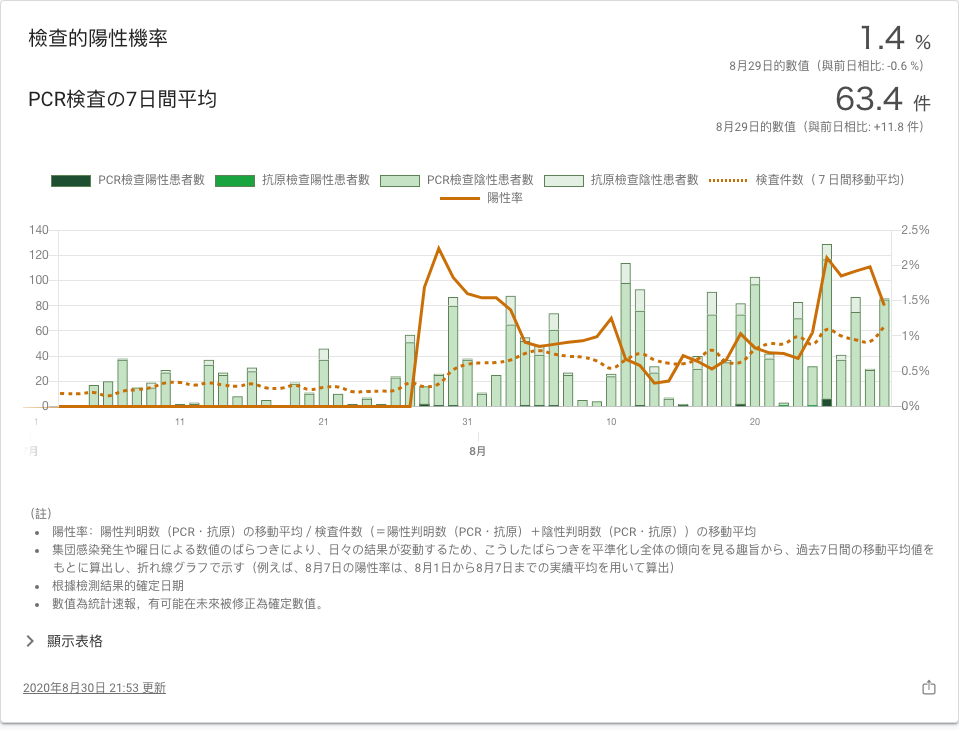 檢查的陽性機率
1.4 %
8月29日的數值（與前日相比: -0.6 %）
PCR検査の7日間平均
63.4 件
8月29日的數值（與前日相比: +11.8 件）
PCR檢查陽性患者數 抗原檢查陽性患者數 PCR檢查陰性患者數 抗原檢查陰性患者數 検査件数（７日間移動平均）
陽性率
140 2.5%
120 2%
100
80 1.5%
60 1%
40 0.5%
20
0 0%
1 11 21 31 10 20
月 8月
（註）
陽性率：陽性判明数（PCR・抗原）の移動平均 / 検査件数（＝陽性判明数（PCR・抗原）＋陰性判明数（PCR・抗原））の移動平均
集団感染発生や曜日による数値のばらつきにより、日々の結果が変動するため、こうしたばらつきを平準化し全体の傾向を見る趣旨から、過去7日間の移動平均値を
もとに算出し、折れ線グラフで示す（例えば、8月7日の陽性率は、8月1日から8月7日までの実績平均を用いて算出）
根據檢測結果的確定日期
數值為統計速報，有可能在未來被修正為確定數值。
顯示表格
2020年8月30日 21:53 更新